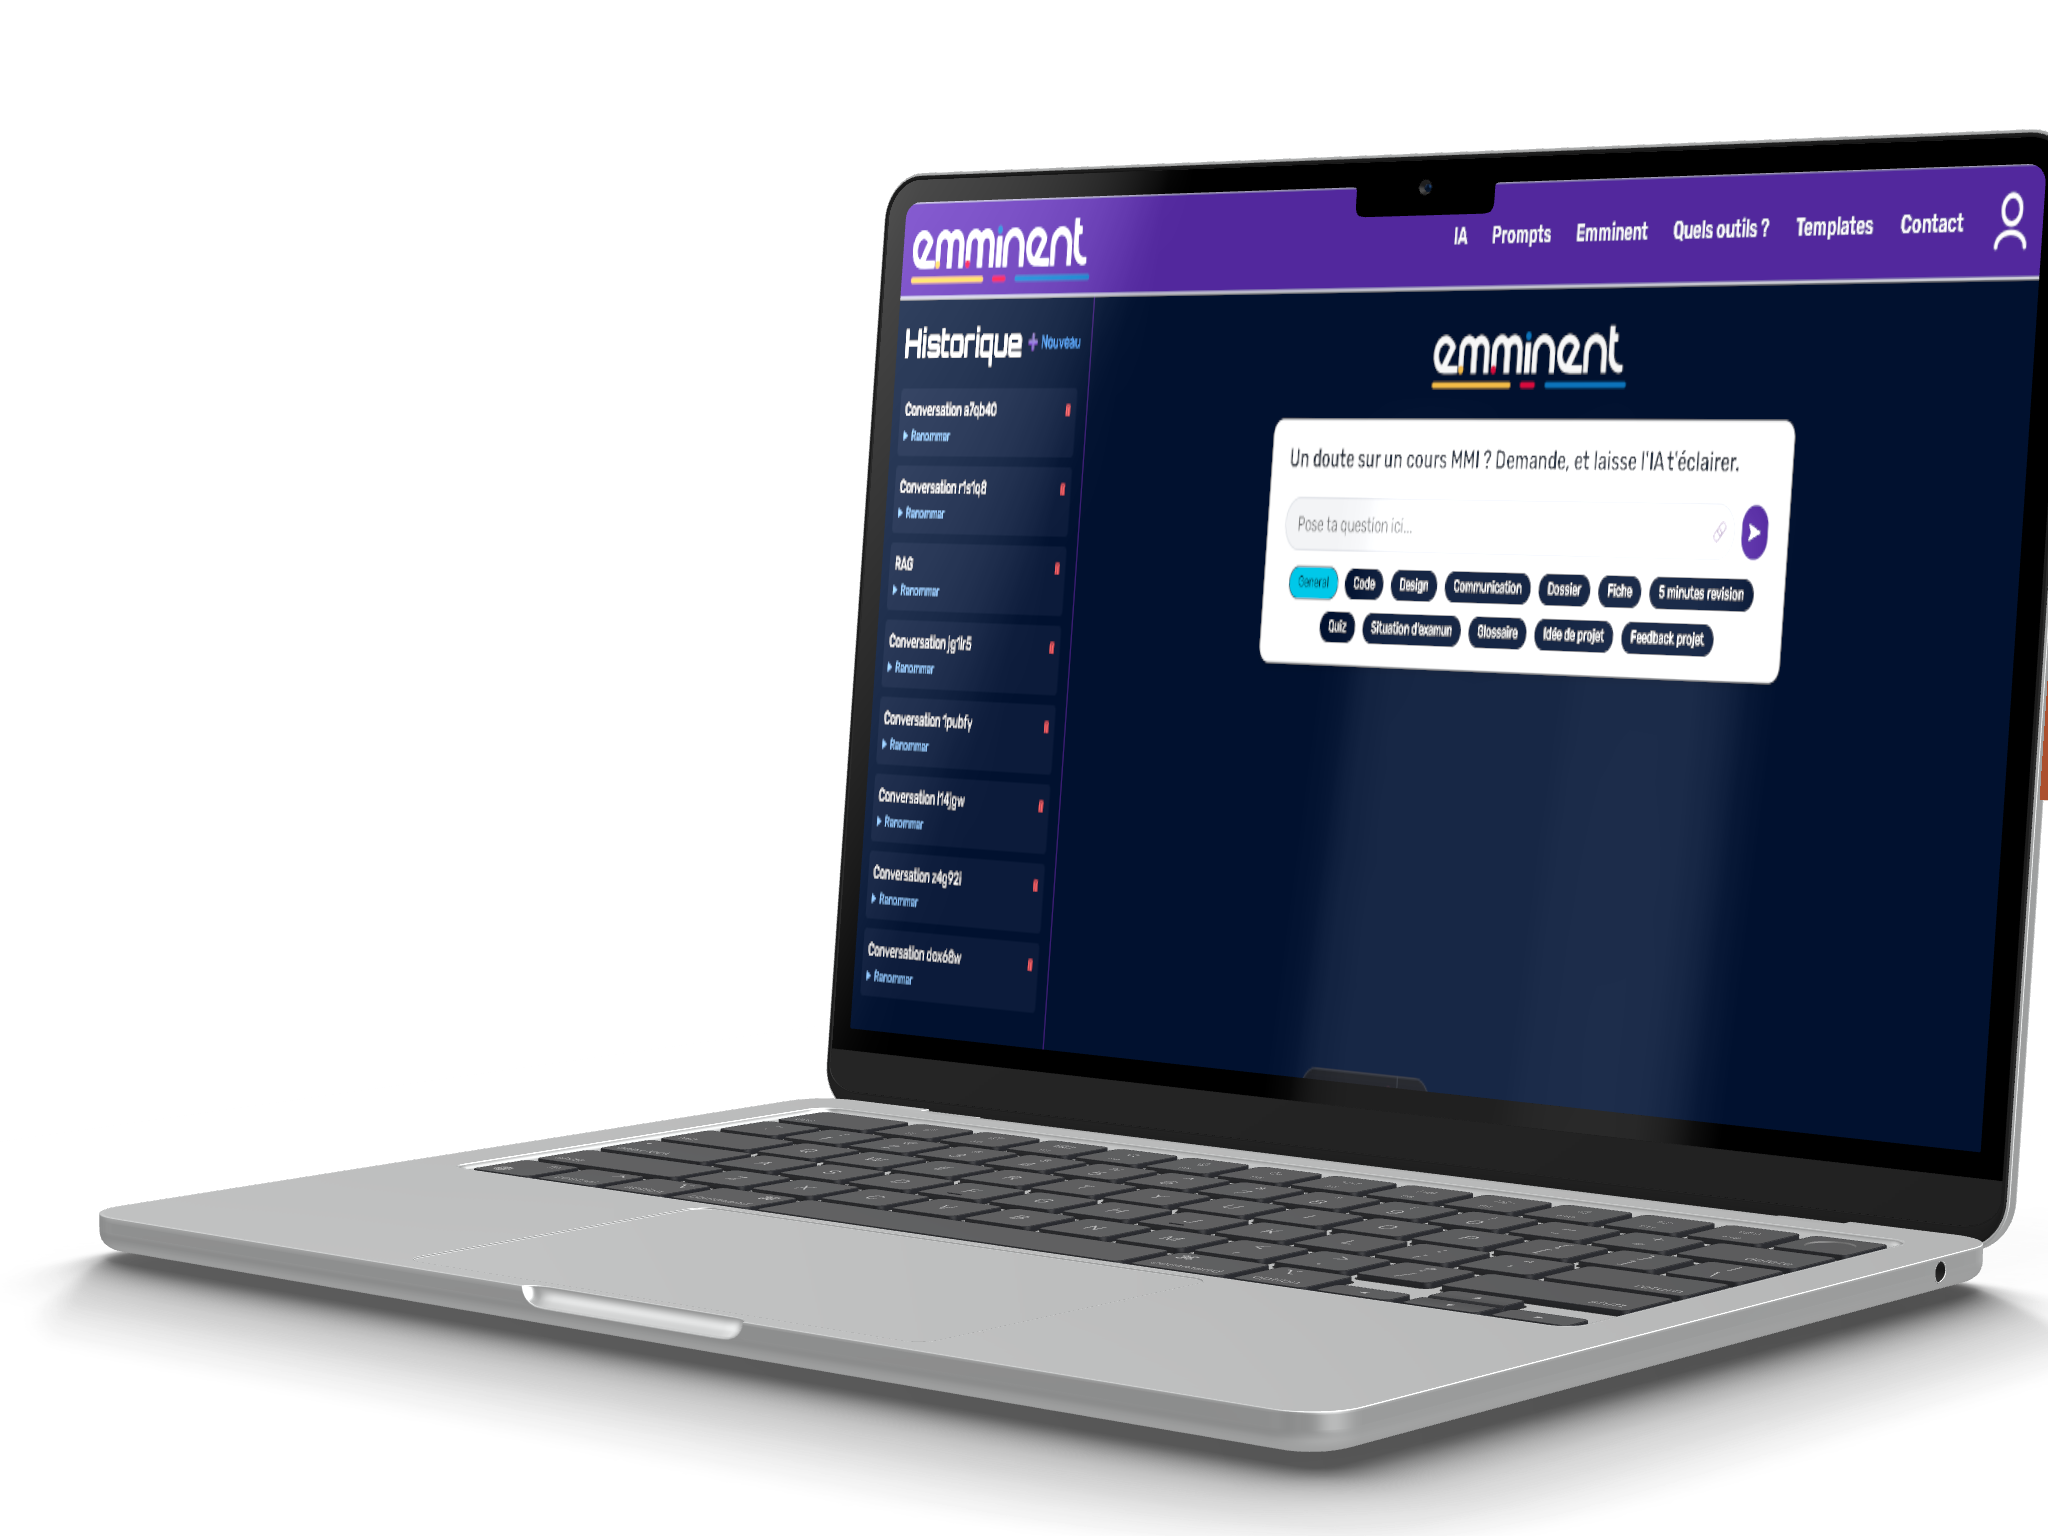 emminent
IA Prompts Emminent Quels outils ? Templates Contact
Historique + Nouveau
Conversation a7qb40
Renommer
Conversation r1s1q8
Renommer
RAG
Renommer
Conversation jg1lr5
Renommer
Conversation 1pubfy
Renommer
Conversation l14jgw
Renommer
Conversation z4g92i
Renommer
Conversation dox68w
Renommer
emminent
Un doute sur un cours MMI ? Demande, et laisse l'IA t'éclairer.
Pose ta question ici...
General Code Design Communication Dossier Fiche 5 minutes revision
Quiz Situation d'examun Glossaire Idée de projet Feedback projet